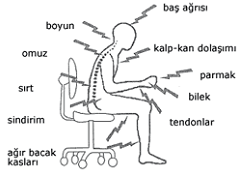 baş ağrısı
boyun
omuz
kalp-kan dolaşımı
parmak
sırt
bilek
sindirim
tendonlar
ağır bacak
kasları